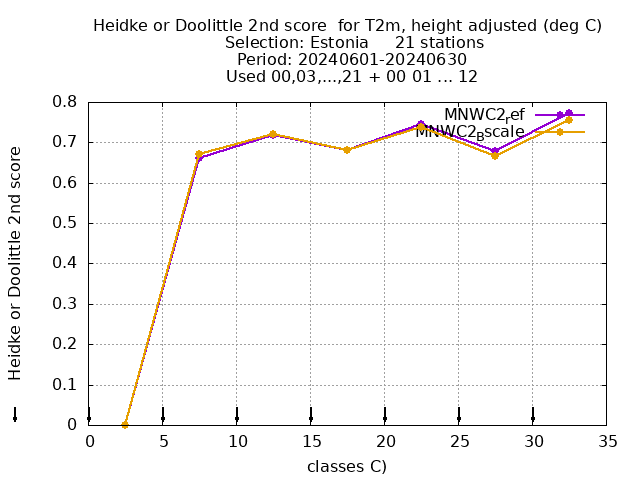 Heidke or Doolittle 2nd score  for T2m, height adjusted (deg C)
Selection: Estonia     21 stations
Period: 20240601-20240630
Used 00,03,...,21 + 00 01 ... 12
MNWC2ref
MNWC2Bscale
Heidke or Doolittle 2nd score
0.8
0.7
0.6
0.5
0.4
0.3
0.2
0.1
0
0 5 10 15 20 25 30 35
classes C)